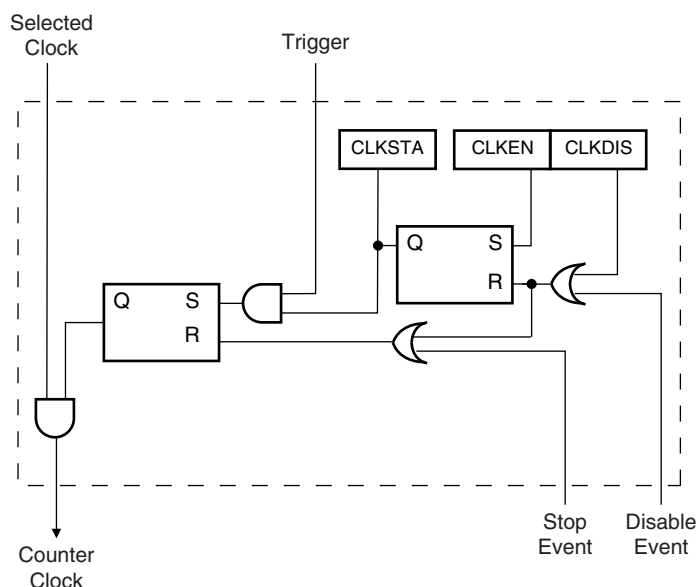 Selected
Clock
Trigger
CLKSTA
CLKEN
CLKDIS
Q
S
R
Q
S
R
Stop
Event
Disable
Event
Counter
Clock